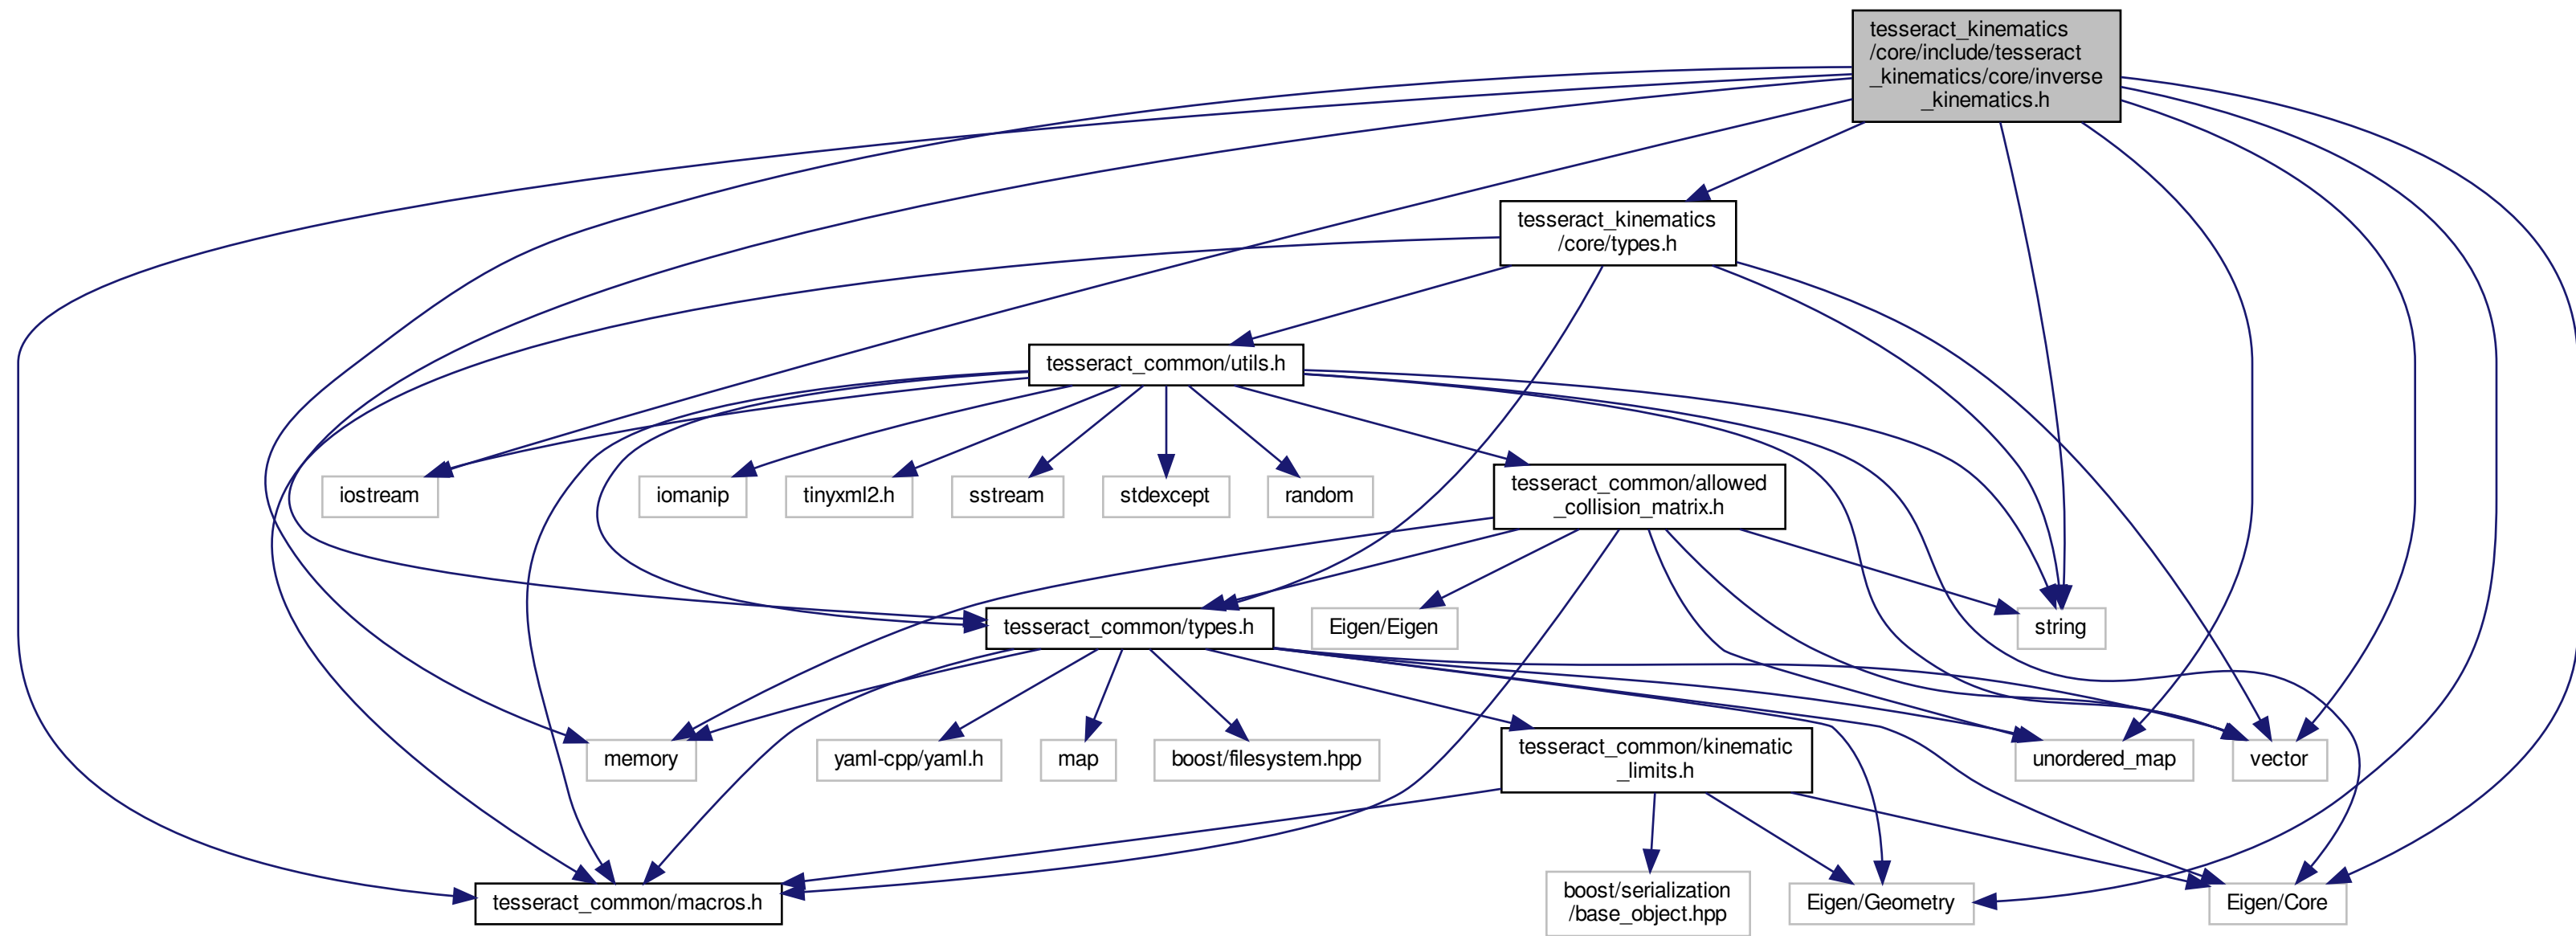 tesseract_kinematics
/core/include/tesseract
_kinematics/core/inverse
_kinematics.h
tesseract_kinematics
/core/types.h
tesseract_common/utils.h
iostream
iomanip
tinyxml2.h
sstream
stdexcept
random
tesseract_common/allowed
_collision_matrix.h
tesseract_common/types.h
Eigen/Eigen
string
memory
yaml-cpp/yaml.h
map
boost/filesystem.hpp
tesseract_common/kinematic
_limits.h
unordered_map
vector
tesseract_common/macros.h
boost/serialization
/base_object.hpp
Eigen/Geometry
Eigen/Core